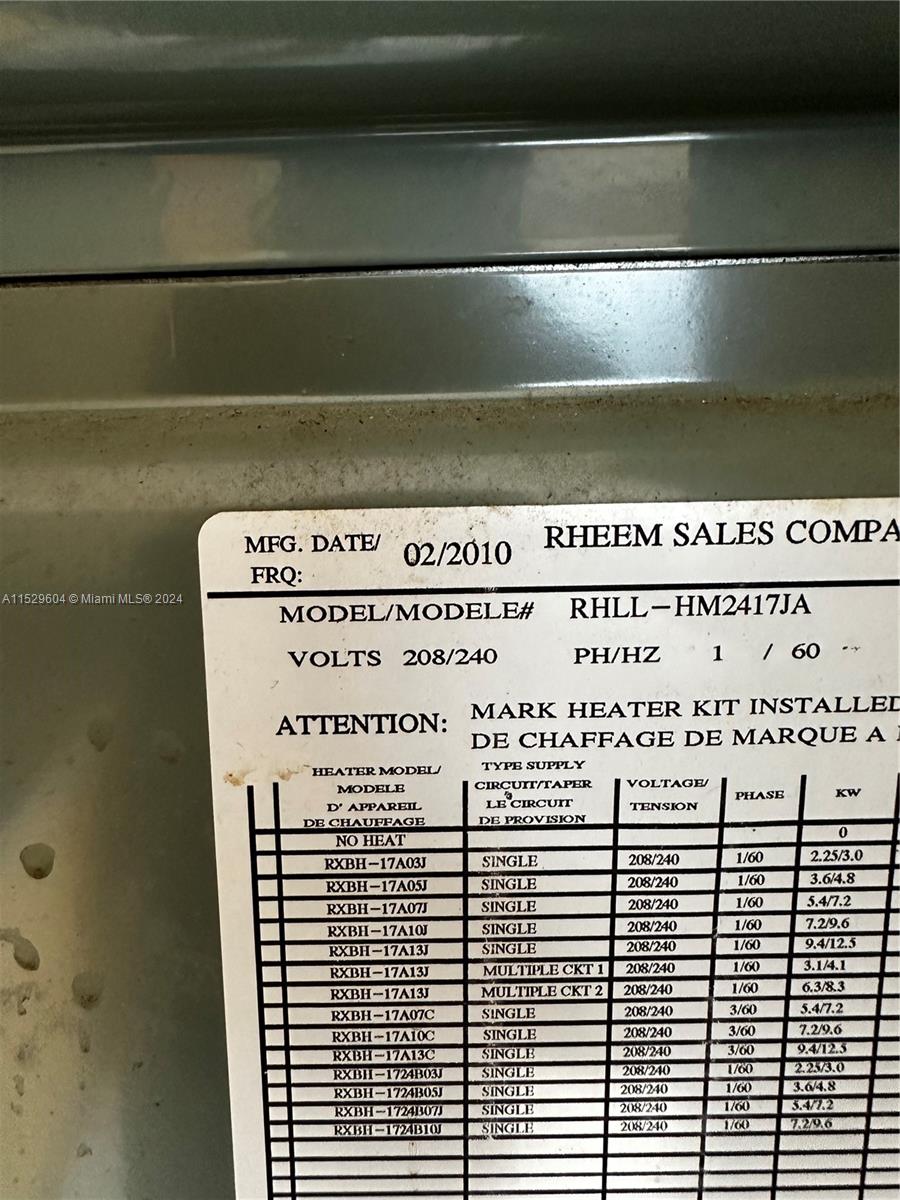 MFG. DATE/ 02/2010 RHEEM SALES COMPA
FRQ:
A11529604 © Miami MLS® 2024
MODEL/MODELE# RHLL-HM2417JA
VOLTS 208/240 PH/HZ 1 / 60
ATTENTION: MARK HEATER KIT INSTALLED
DE CHAFFAGE DE MARQUE A
HEATER MODEL/ MODELE D' APPAREIL DE CHAUFFAGE TYPE SUPPLY CIRCUIT/TAPER à LE CIRCUIT DE PROVISION VOLTAGE/ TENSION PHASE KW
NO HEAT 0
RXBH-17A03J SINGLE 208/240 1/60 2.25/3.0
RXBH-17A05J SINGLE 208/240 1/60 3.6/4.8
RXBH-17A07J SINGLE 208/240 1/60 5.4/7.2
RXBH-17A10J SINGLE 208/240 1/60 7.2/9.6
RXBH-17A13J SINGLE 208/240 1/60 9.4/12.5
RXBH-17A13J MULTIPLE CKT 1 208/240 1/60 3.1/4.1
RXBH-17A13J MULTIPLE CKT 2 208/240 1/60 6.3/8.3
RXBH-17A07C SINGLE 208/240 3/60 5.4/7.2
RXBH-17A10C SINGLE 208/240 3/60 7.2/9.6
RXBH-17A13C SINGLE 208/240 3/60 9.4/12.5
RXBH-1724B03J SINGLE 208/240 1/60 2.25/3.0
RXBH-1724B05J SINGLE 208/240 1/60 3.6/4.8
RXBH-1724B07J SINGLE 208/240 1/60 5.4/7.2
RXBH-1724B10J SINGLE 208/240 1/60 7.2/9.6